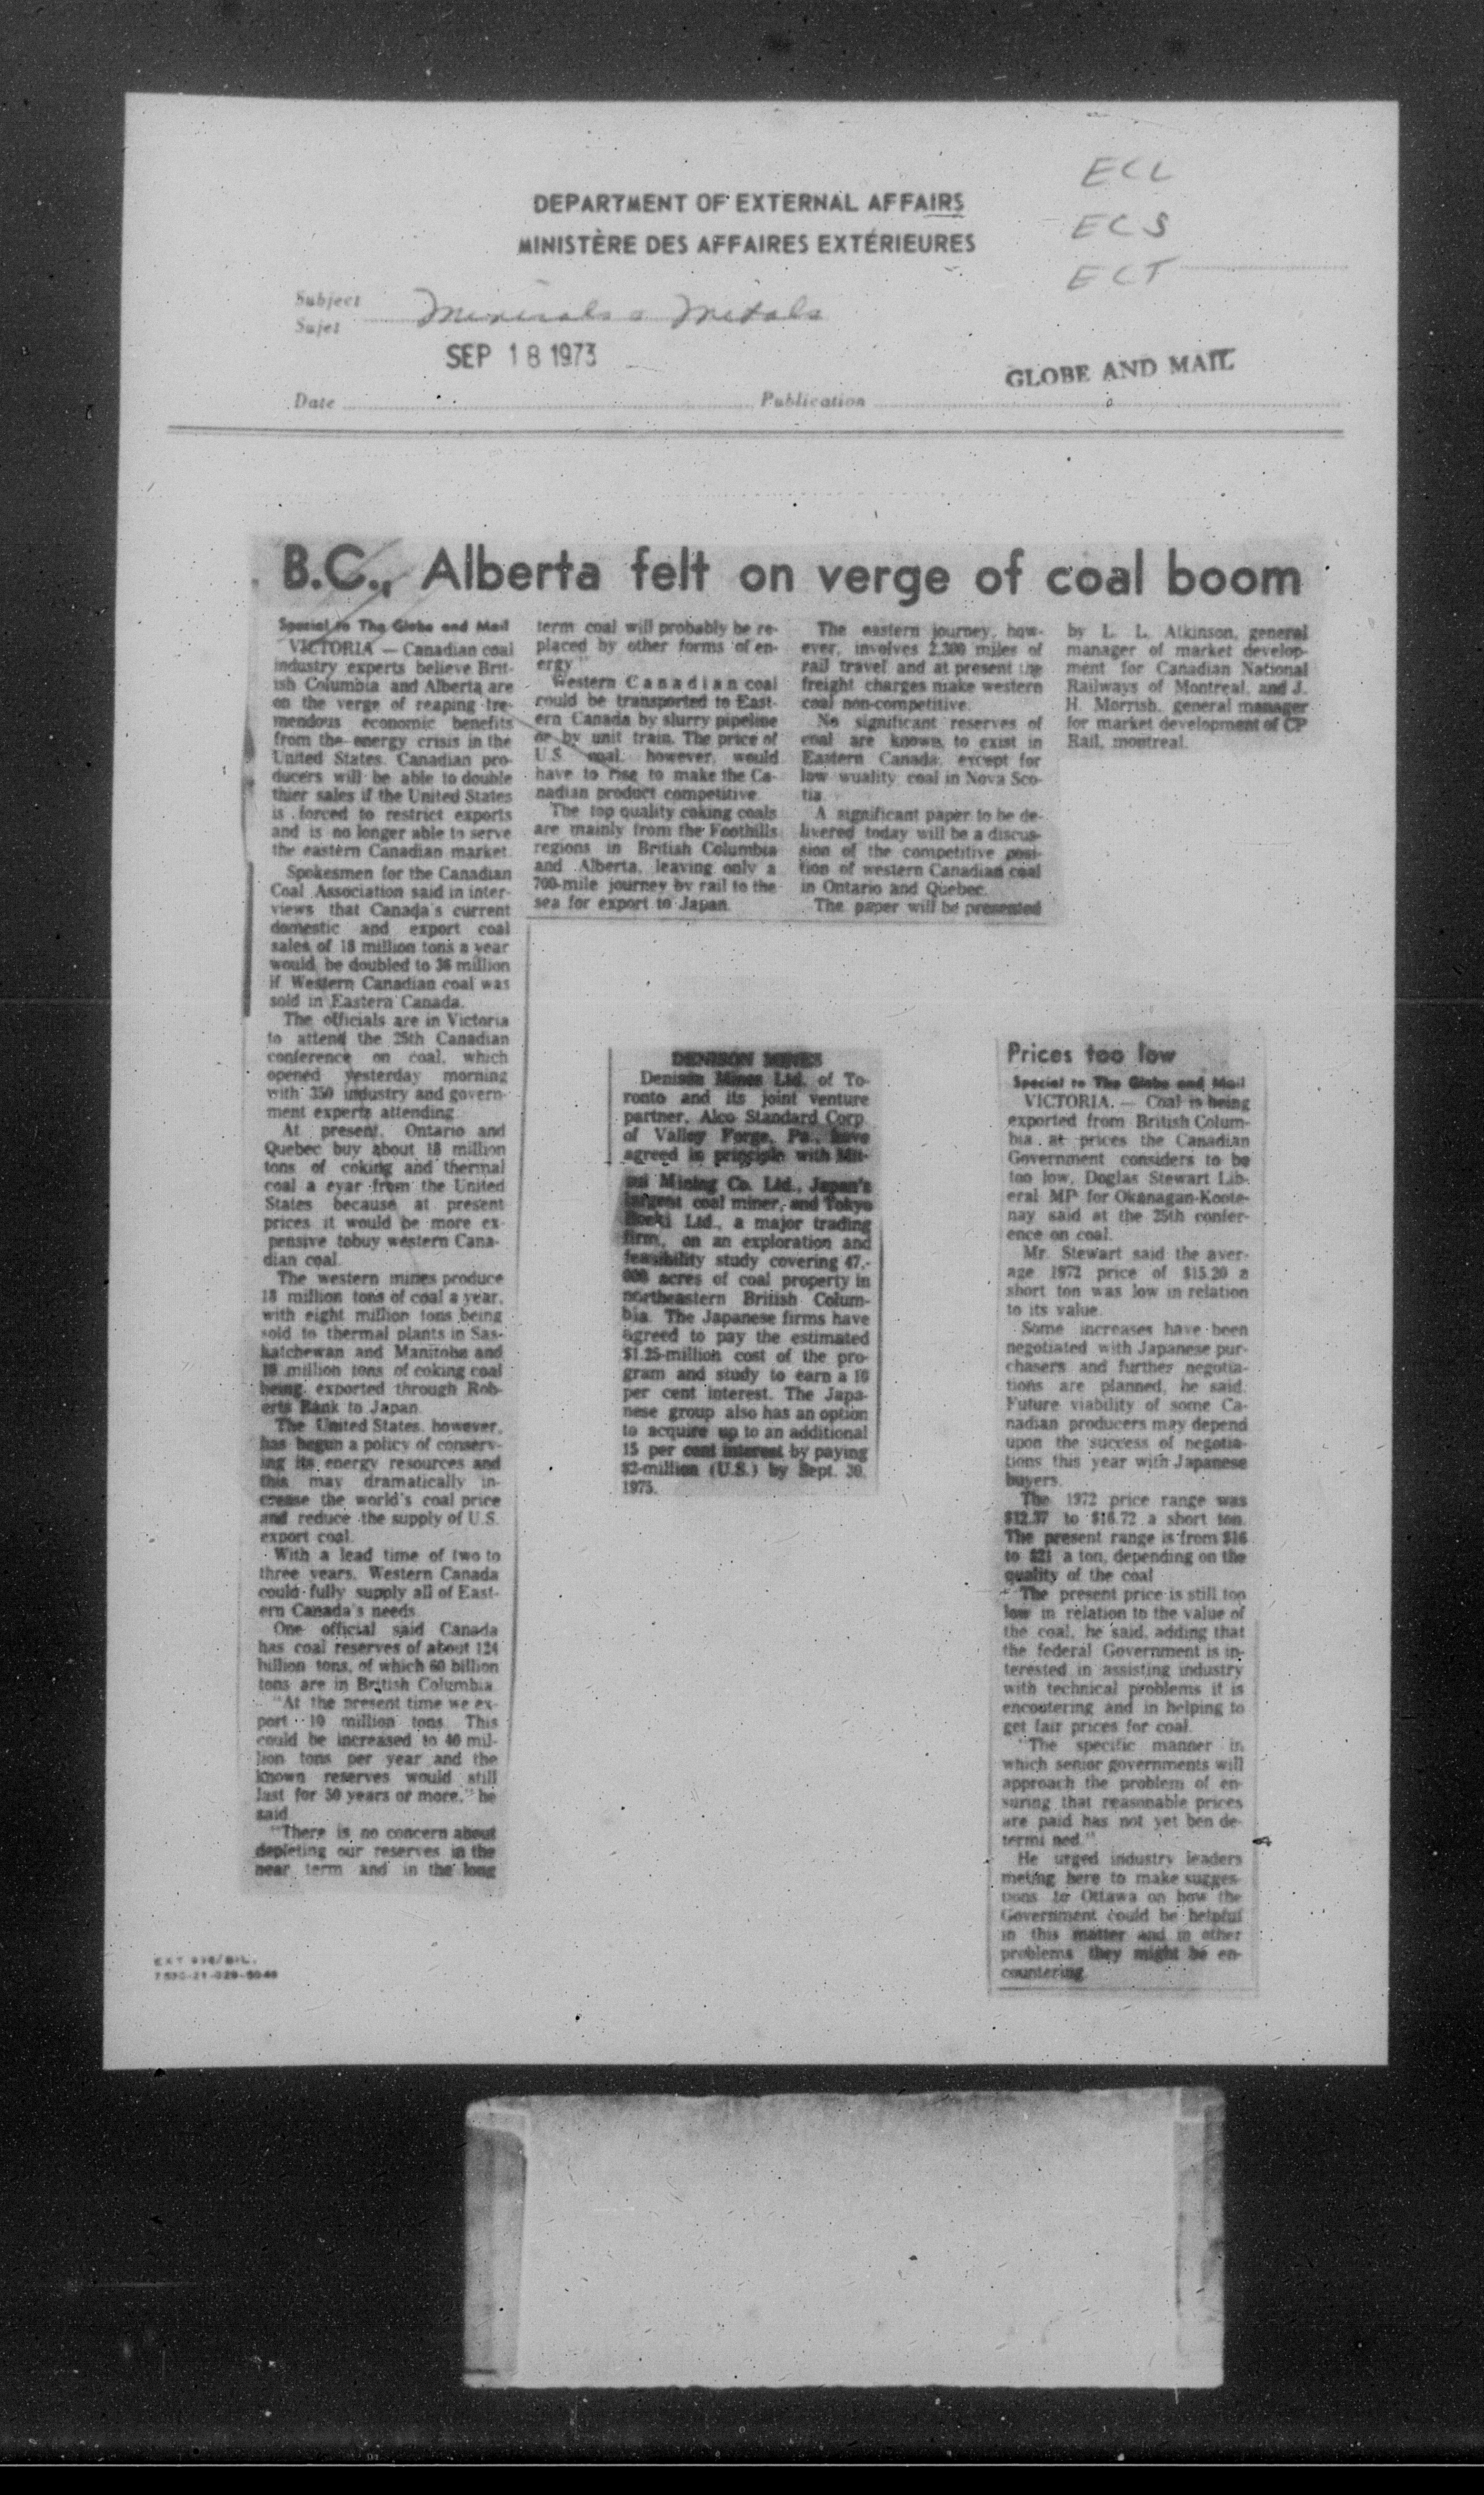 ECL
DEPARTMENT OF EXTERNAL AFFAIRS
ECS
MINISTÈRE DES AFFAIRES EXTÉRIEURES
ECT
Subject
Sujet
Minerals & Metals
SEP 18 1973
GLOBE AND MAIL
Date
Publication
B.C., Alberta felt on verge of coal boom
Special to The Globe and Mail
VICTORIA — Canadian coal
industry experts believe Brit-
ish Columbia and Alberta are
on the verge of reaping tre-
mendous economic benefits
from the energy crisis in the
United States. Canadian pro-
ducers will be able to double
thier sales if the United States
is forced to restrict exports
and is no longer able to serve
the eastern Canadian market.
Spokesmen for the Canadian
Coal Association said in inter-
views that Canada's current
domestic and export coal
sales of 18 million tons a year
would be doubled to 36 million
if Western Canadian coal was
sold in Eastern Canada.
The officials are in Victoria
to attend the 25th Canadian
conference on coal, which
opened yesterday morning
with 350 industry and govern-
ment experts attending.
At present, Ontario and
Quebec buy about 18 million
tons of coking and thermal
coal a eyar from the United
States because at present
prices it would be more ex-
pensive tobuy western Cana-
dian coal.
The western mines produce
18 million tons of coal a year,
with eight million tons being
sold to thermal plants in Sas-
katchewan and Manitoba and
10 million tons of coking coal
being exported through Rob-
erts Bank to Japan.
The United States, however,
has begun a policy of conserv-
ing its energy resources and
this may dramatically in-
crease the world's coal price
and reduce the supply of U.S.
export coal.
With a lead time of two to
three years, Western Canada
could fully supply all of East-
ern Canada's needs.
One official said Canada
has coal reserves of about 124
billion tons, of which 60 billion
tons are in British Columbia.
"At the present time we ex-
port 10 million tons. This
could be increased to 40 mil-
lion tons per year and the
known reserves would still
last for 50 years or more," he
said.
"There is no concern about
depleting our reserves in the
near term and in the long
term coal will probably be re-
placed by other forms of en-
ergy."
Western Canadian coal
could be transported to East-
ern Canada by slurry pipeline
or by unit train. The price of
U.S. coal, however, would
have to rise to make the Ca-
nadian product competitive.
The top quality coking coals
are mainly from the Foothills
regions in British Columbia
and Alberta, leaving only a
700-mile journey by rail to the
sea for export to Japan.
The eastern journey, how-
ever, involves 2,300 miles of
rail travel and at present the
freight charges make western
coal non-competitive.
No significant reserves of
coal are known to exist in
Eastern Canada, except for
low wuality coal in Nova Sco-
tia.
A significant paper to be de-
livered today will be a discus-
sion of the competitive posi-
tion of western Canadian coal
in Ontario and Quebec.
The paper will be presented
by L. L. Atkinson, general
manager of market develop-
ment for Canadian National
Railways of Montreal, and J.
H. Morrish, general manager
for market development of CP
Rail, montreal.
DENISON MINES
Denison Mines Ltd. of To-
ronto and its joint venture
partner, Alco Standard Corp.
of Valley Forge, Pa., have
agreed in principle with Mit-
sui Mining Co. Ltd., Japan's
largest coal miner, and Tokyo
Boeki Ltd., a major trading
firm, on an exploration and
feasibility study covering 47,-
000 acres of coal property in
northeastern British Colum-
bia. The Japanese firms have
agreed to pay the estimated
$1.25-million cost of the pro-
gram and study to earn a 10
per cent interest. The Japa-
nese group also has an option
to acquire up to an additional
15 per cent interest by paying
$2-million (U.S.) by Sept. 30,
1975.
Prices too low
Special to The Globe and Mail
VICTORIA. — Coal is being
exported from British Colum-
bia at prices the Canadian
Government considers to be
too low, Doglas Stewart Lib-
eral MP for Okanagan-Koote-
nay said at the 25th confer-
ence on coal.
Mr. Stewart said the aver-
age 1972 price of $15.20 a
short ton was low in relation
to its value.
Some increases have been
negotiated with Japanese pur-
chasers and further negotia-
tions are planned, he said.
Future viability of some Ca-
nadian producers may depend
upon the success of negotia-
tions this year with Japanese
buyers.
The 1972 price range was
$12.37 to $16.72 a short ton.
The present range is from $16
to $21 a ton, depending on the
quality of the coal
The present price is still too
low in relation to the value of
the coal, he said, adding that
the federal Government is in-
terested in assisting industry
with technical problems it is
encotering and in helping to
get fair prices for coal.
"The specific manner in
which senior governments will
approach the problem of en-
suring that reasonable prices
are paid has not yet ben de-
termi ned."
He urged industry leaders
meting here to make sugges-
tions to Ottawa on how the
Government could be helpful
in this matter and in other
problems they might be en-
countering.
7530-21-029-5046